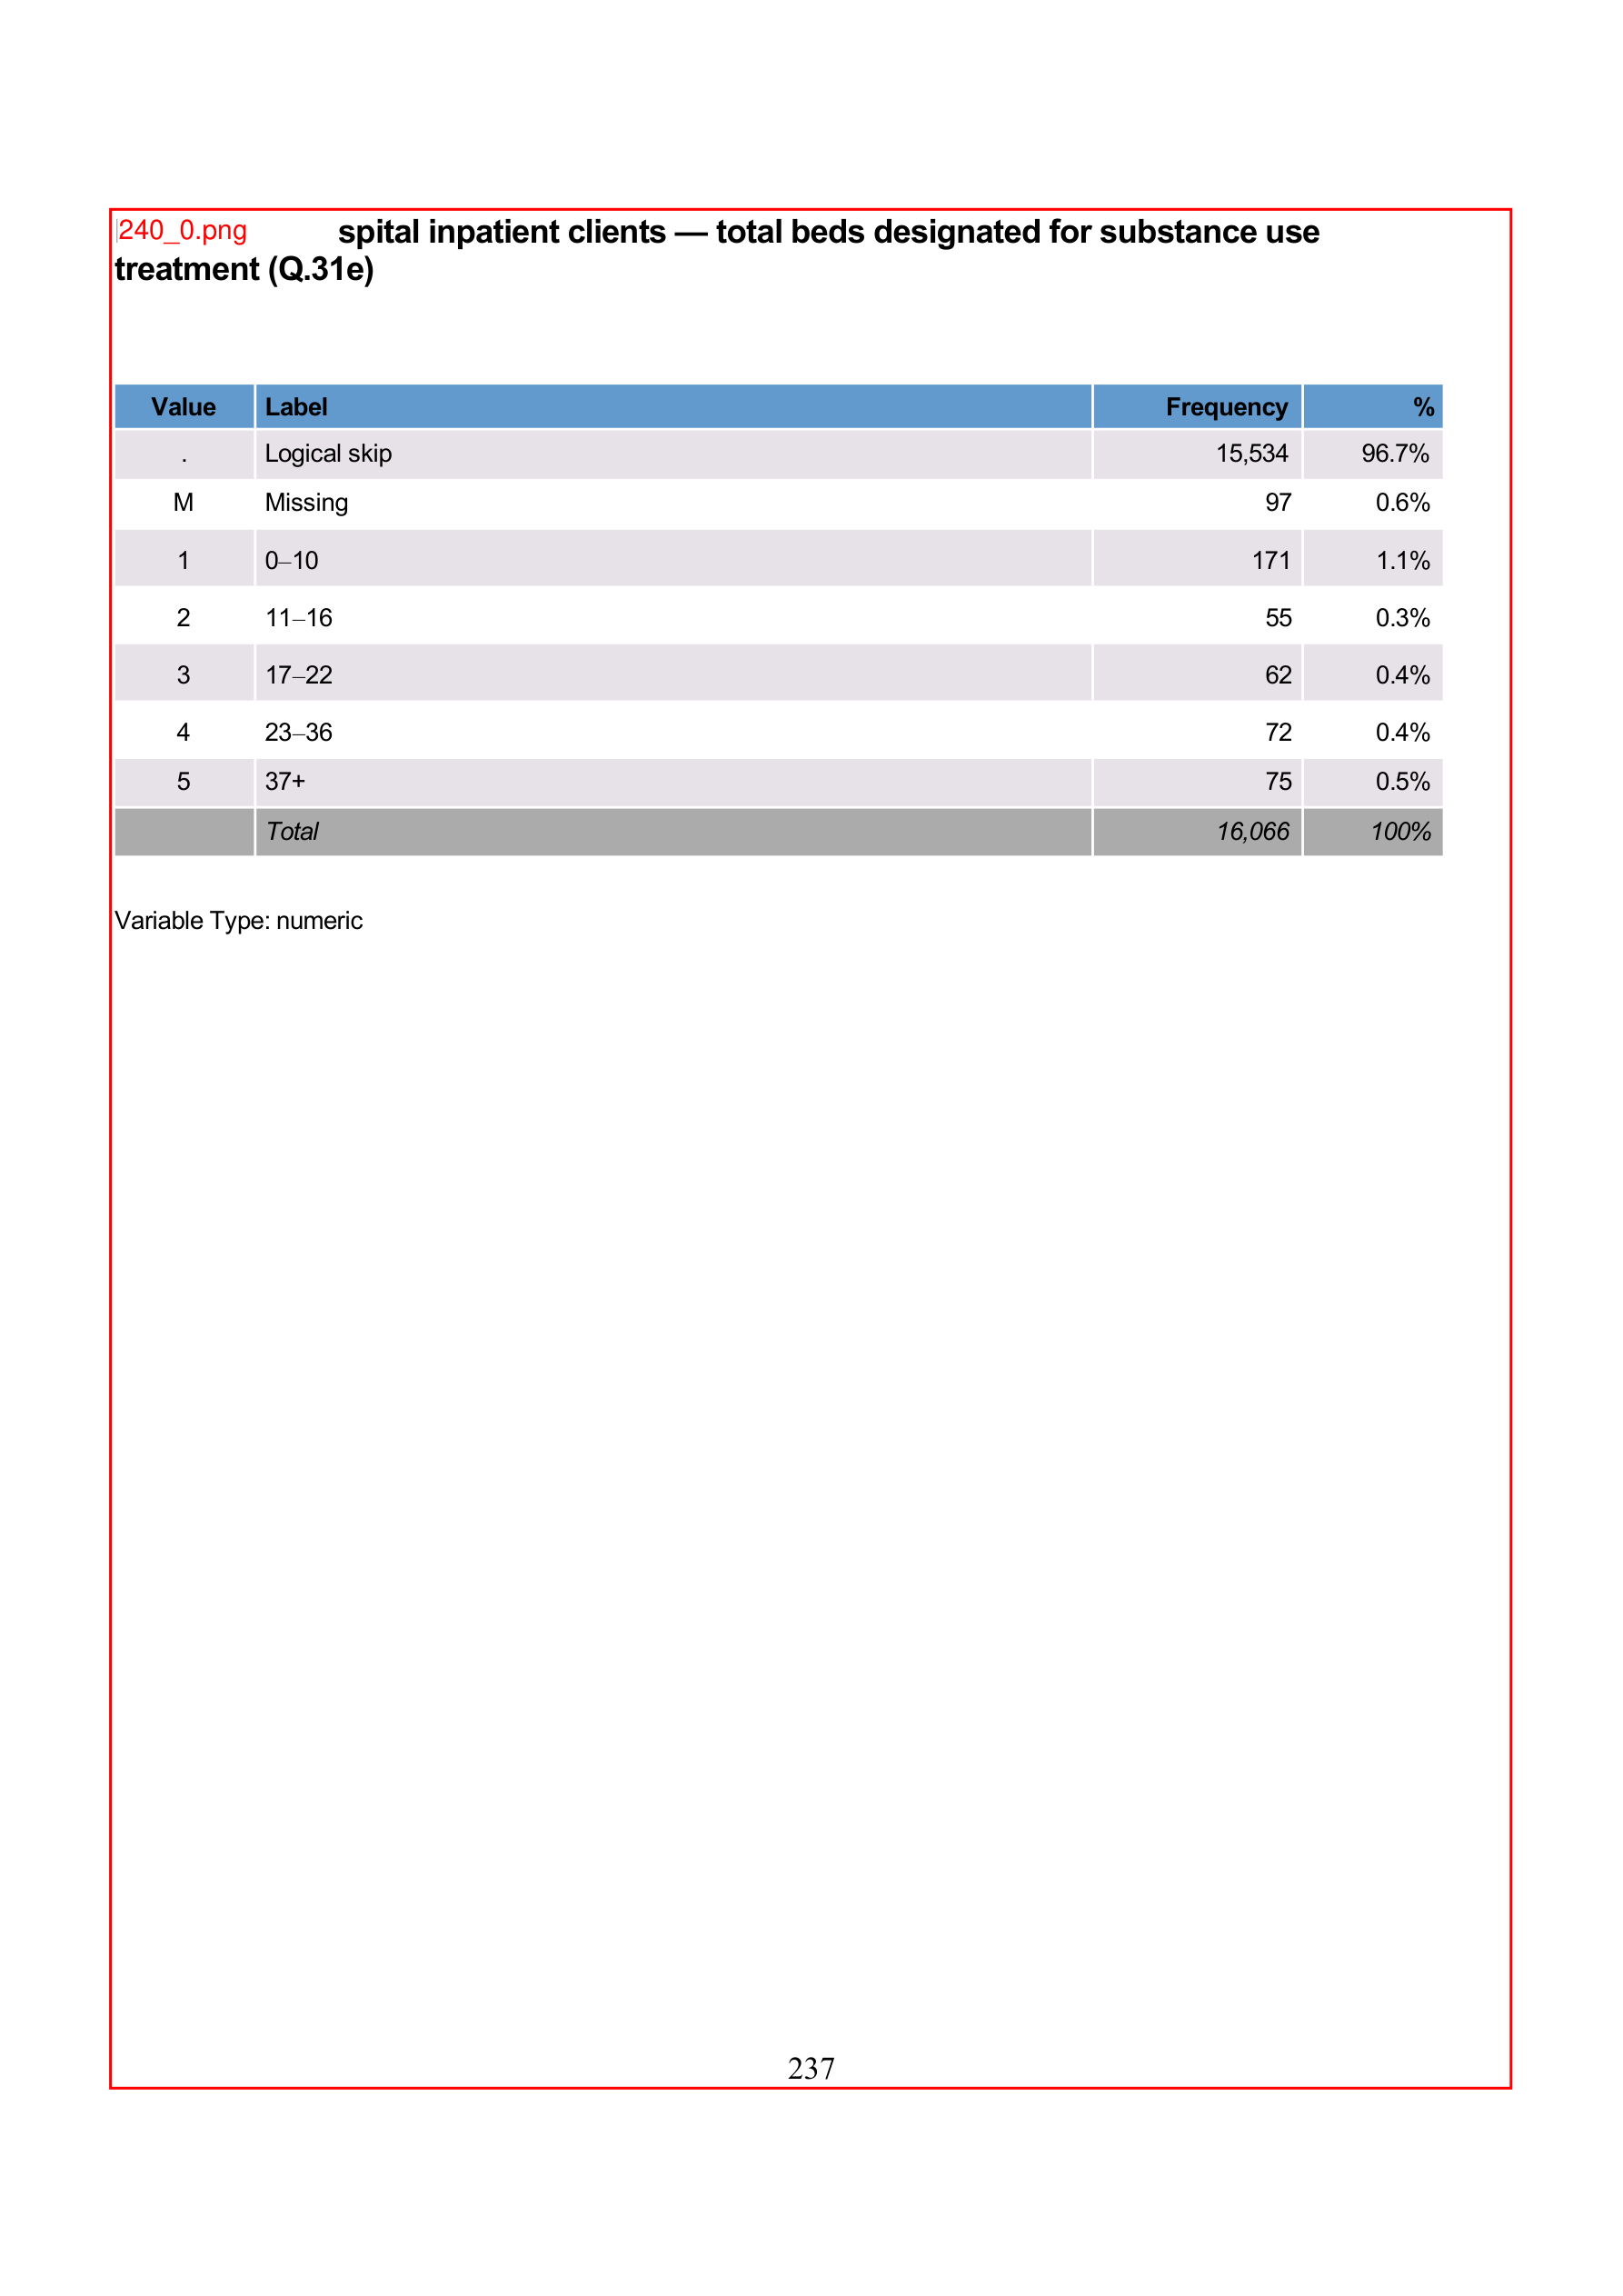 240_0.png spital inpatient clients — total beds designated for substance use
treatment (Q.31e)
Value Label Frequency %
. Logical skip 15,534 96.7%
M Missing 97 0.6%
1 0–10 171 1.1%
2 11–16 55 0.3%
3 17–22 62 0.4%
4 23–36 72 0.4%
5 37+ 75 0.5%
Total 16,066 100%
Variable Type: numeric
237